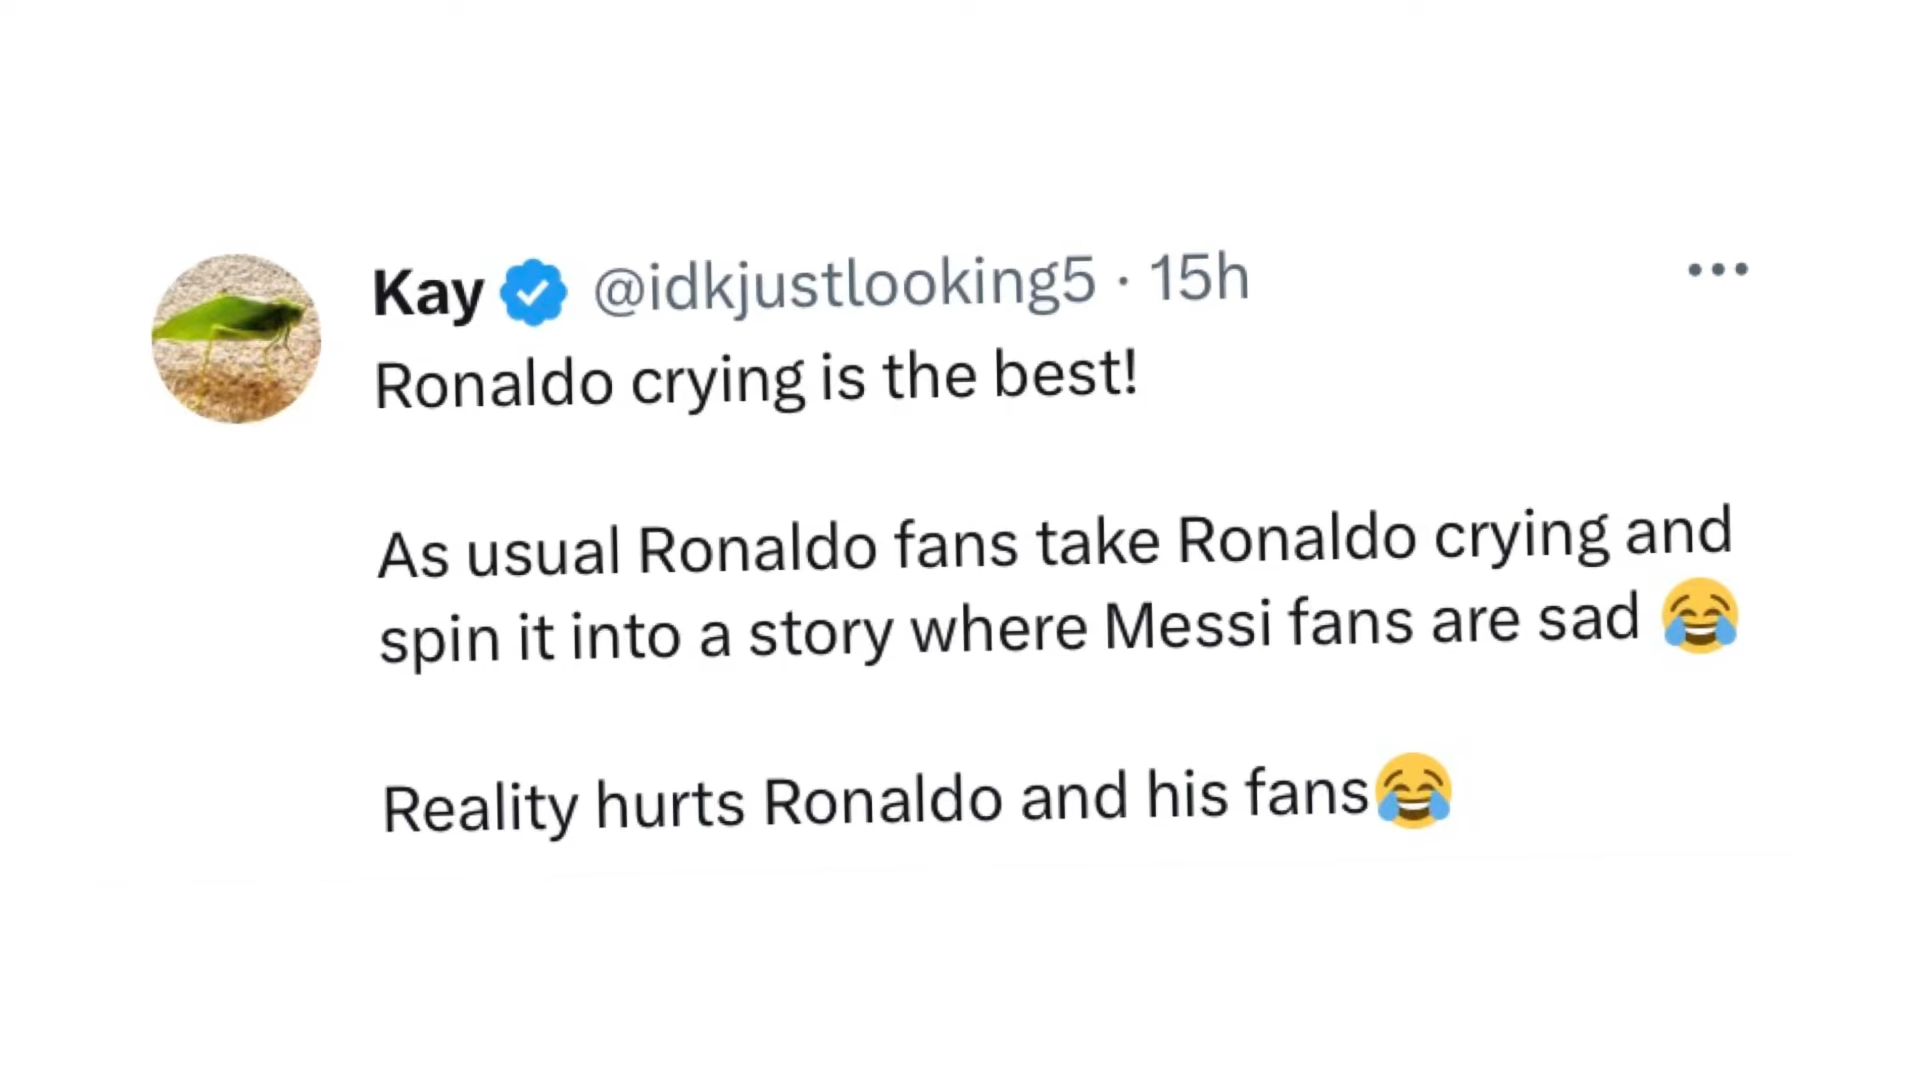 Kay @idkjustlooking5 · 15h
Ronaldo crying is the best!
As usual Ronaldo fans take Ronaldo crying and
spin it into a story where Messi fans are sad 😂
Reality hurts Ronaldo and his fans😂